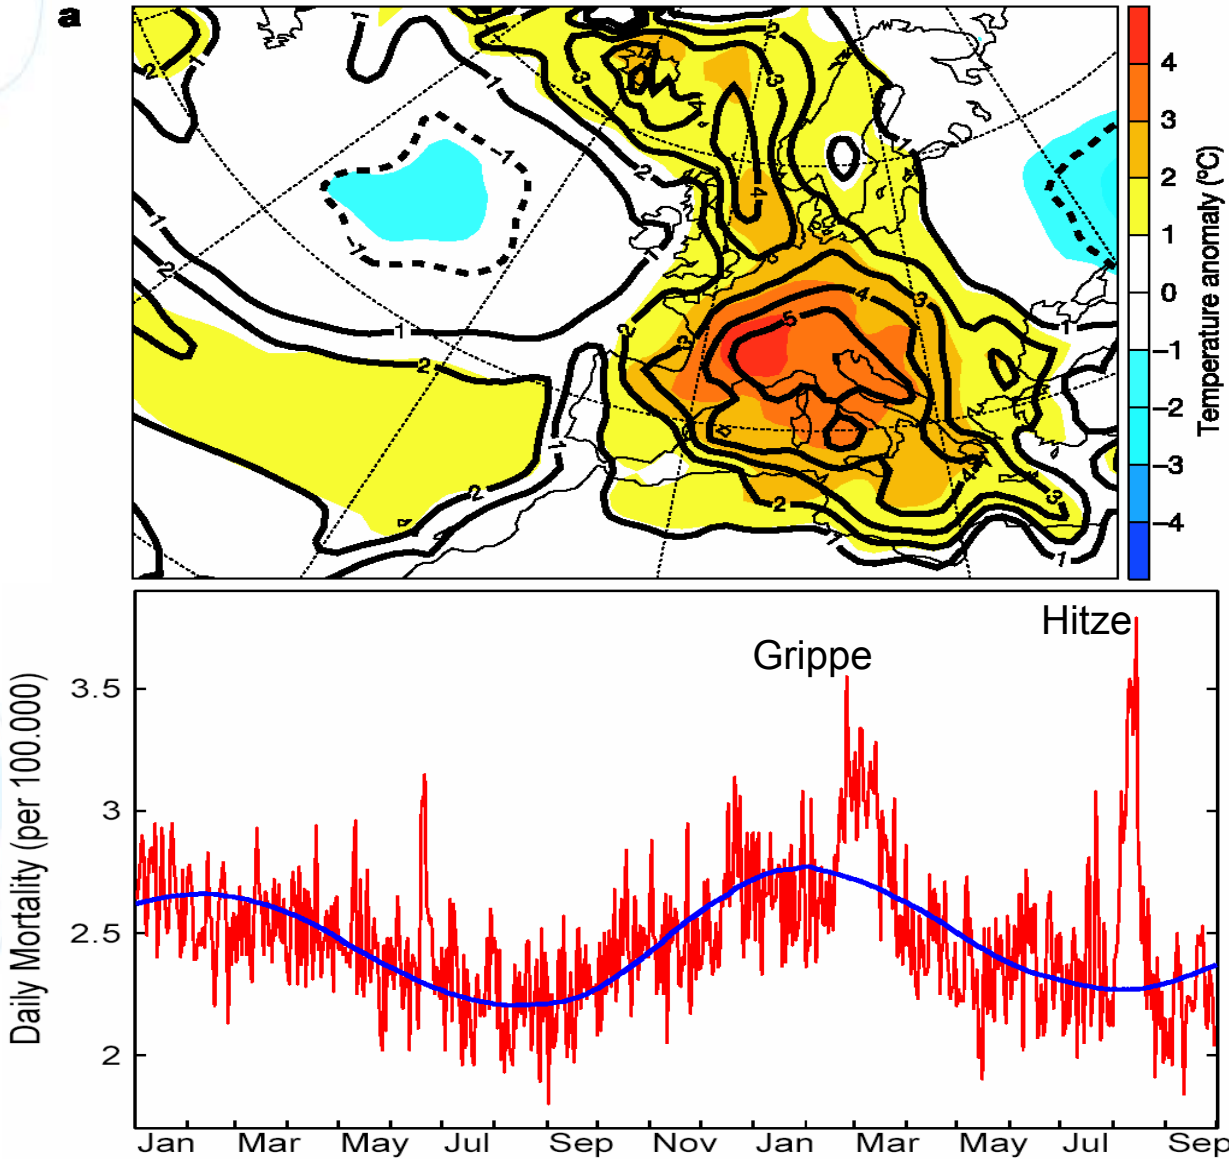 a
4
3
2
1
0
−1
−2
−3
−4
Temperature anomaly (ºC)
Hitze
Grippe
3.5
3
2.5
2
Daily Mortality (per 100.000)
Jan Mar May Jul Sep Nov Jan Mar May Jul Sep